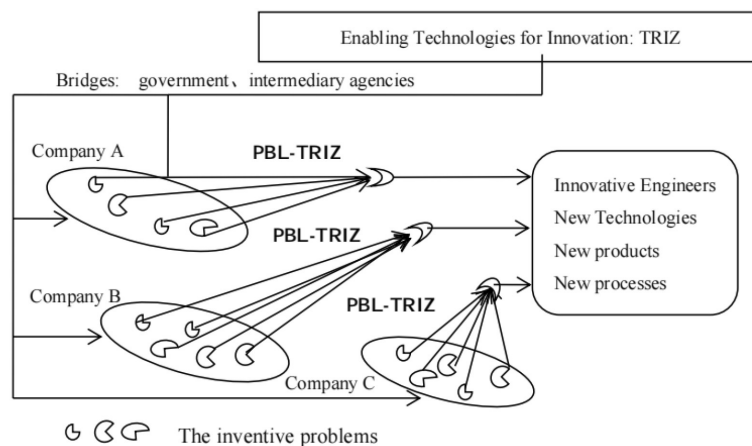 Enabling Technologies for Innovation: TRIZ
Bridges: government、intermediary agencies
Company A
PBL-TRIZ
Innovative Engineers
New Technologies
New products
New processes
PBL-TRIZ
Company B
PBL-TRIZ
Company C
The inventive problems